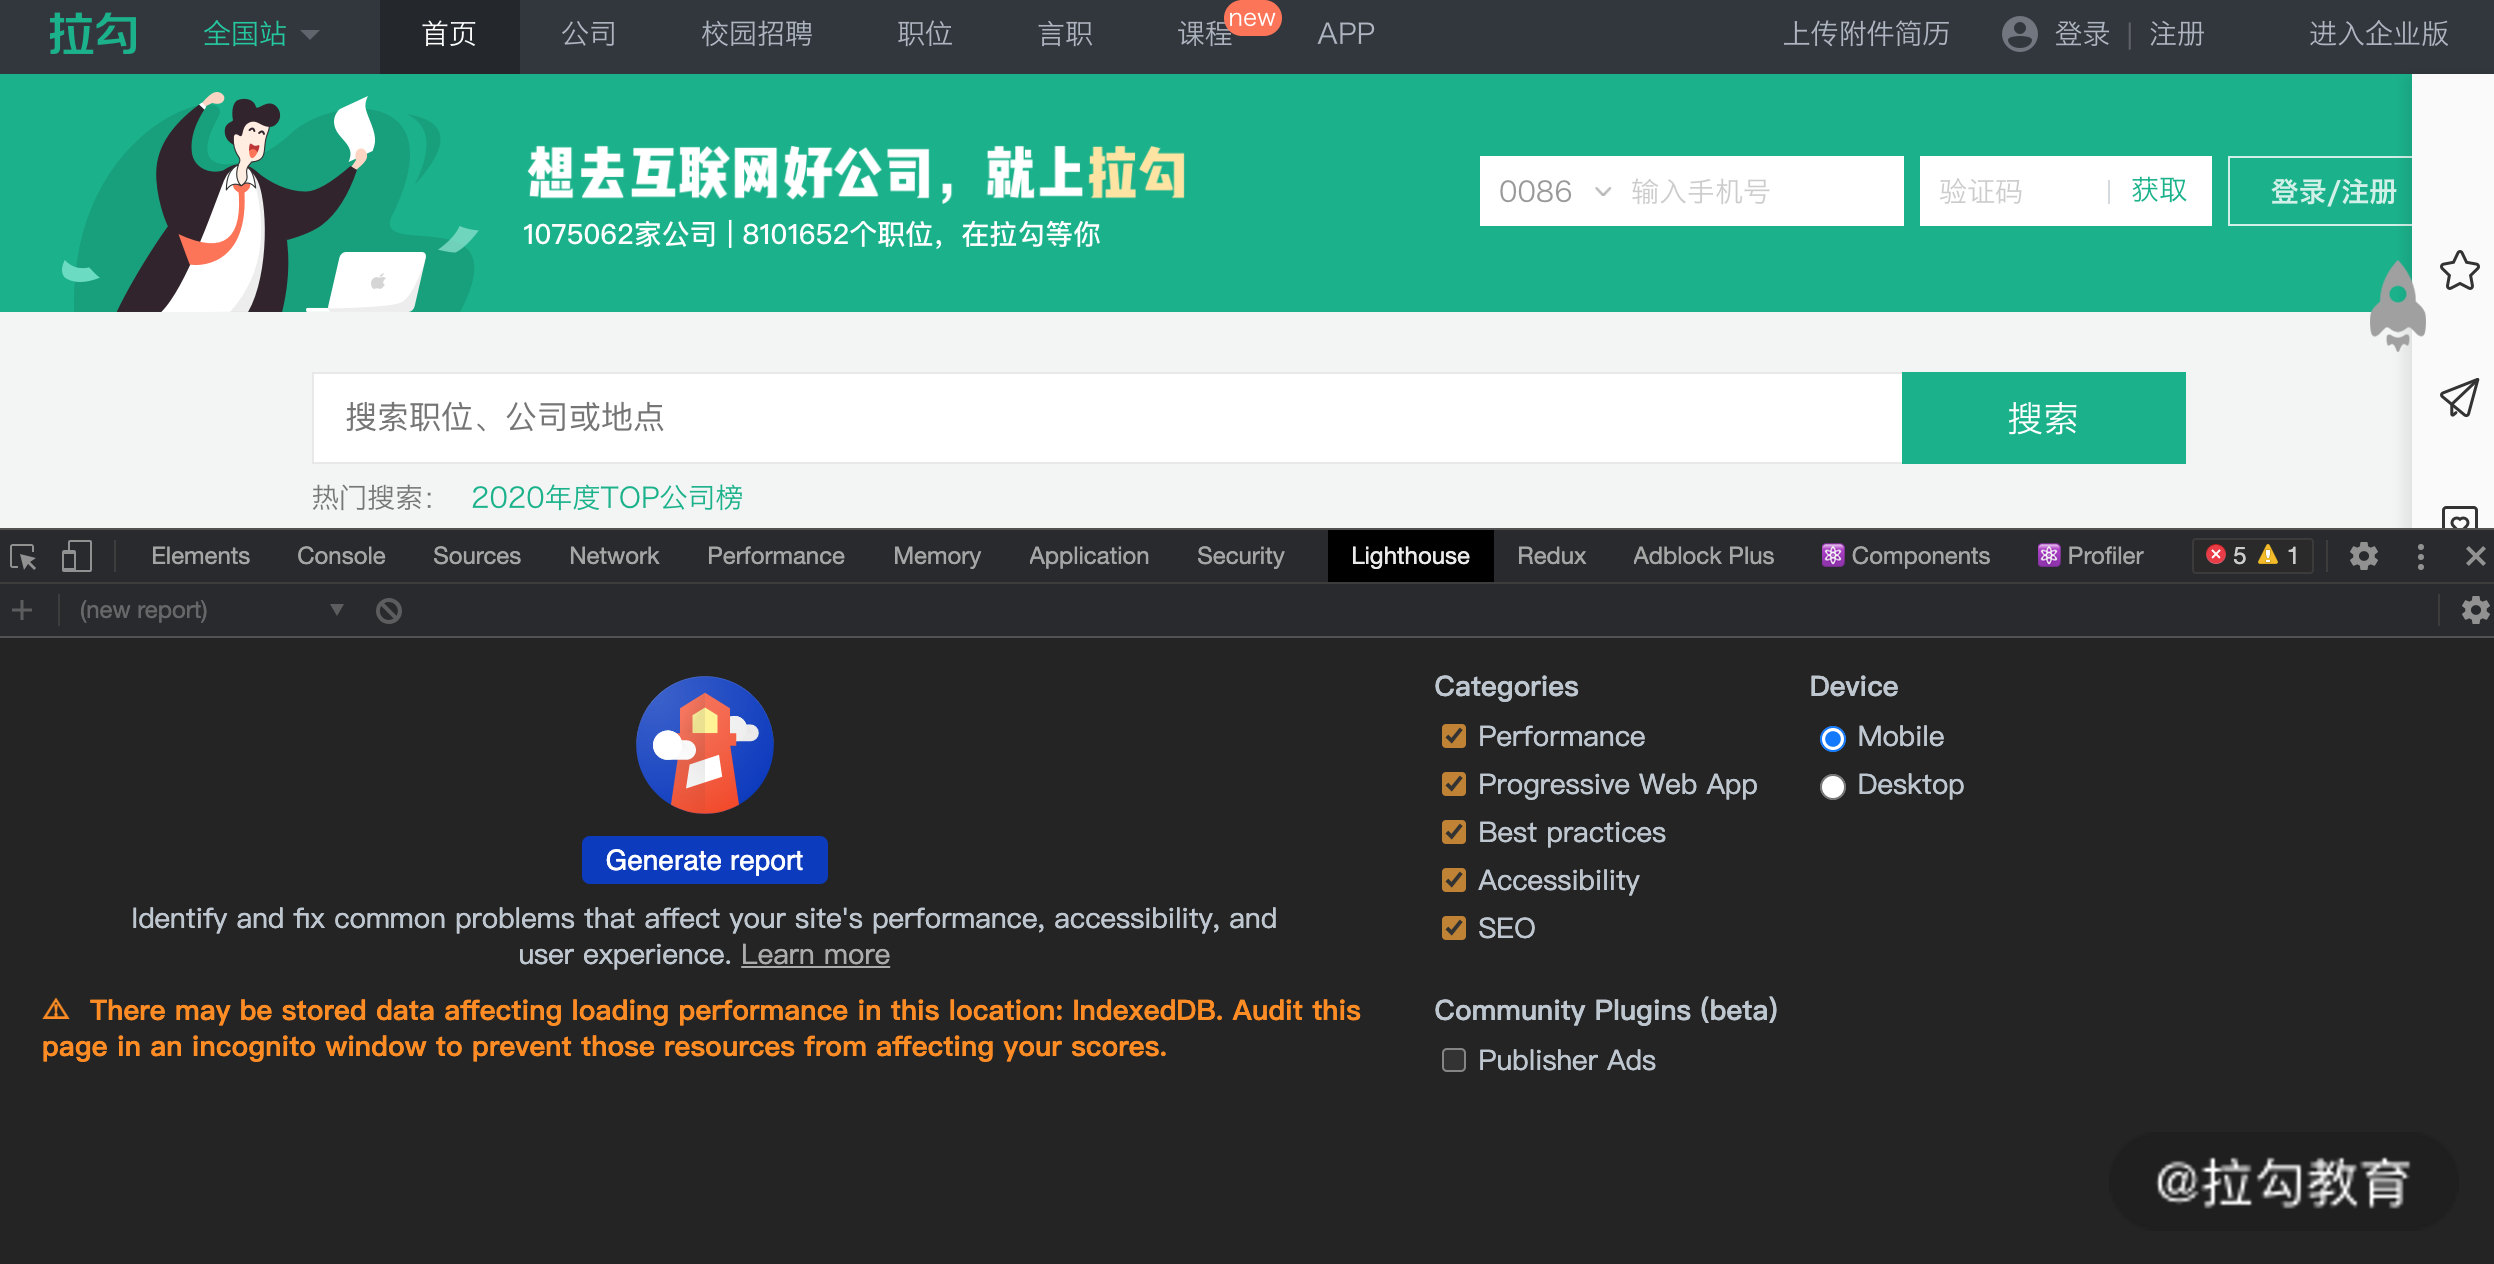 拉勾 全国站 首页 公司 校园招聘 职位 言职 课程 new APP 上传附件简历 登录 | 注册 进入企业版
想去互联网好公司，就上拉勾
1075062家公司 | 8101652个职位，在拉勾等你
0086 输入手机号 验证码 | 获取 登录/注册
搜索职位、公司或地点 搜索
热门搜索： 2020年度TOP公司榜
Elements Console Sources Network Performance Memory Application Security Lighthouse Redux Adblock Plus Components Profiler 5 1
(new report)
Generate report
Identify and fix common problems that affect your site's performance, accessibility, and
user experience. Learn more
There may be stored data affecting loading performance in this location: IndexedDB. Audit this
page in an incognito window to prevent those resources from affecting your scores.
Categories
Performance
Progressive Web App
Best practices
Accessibility
SEO
Community Plugins (beta)
Publisher Ads
Device
Mobile
Desktop
@拉勾教育